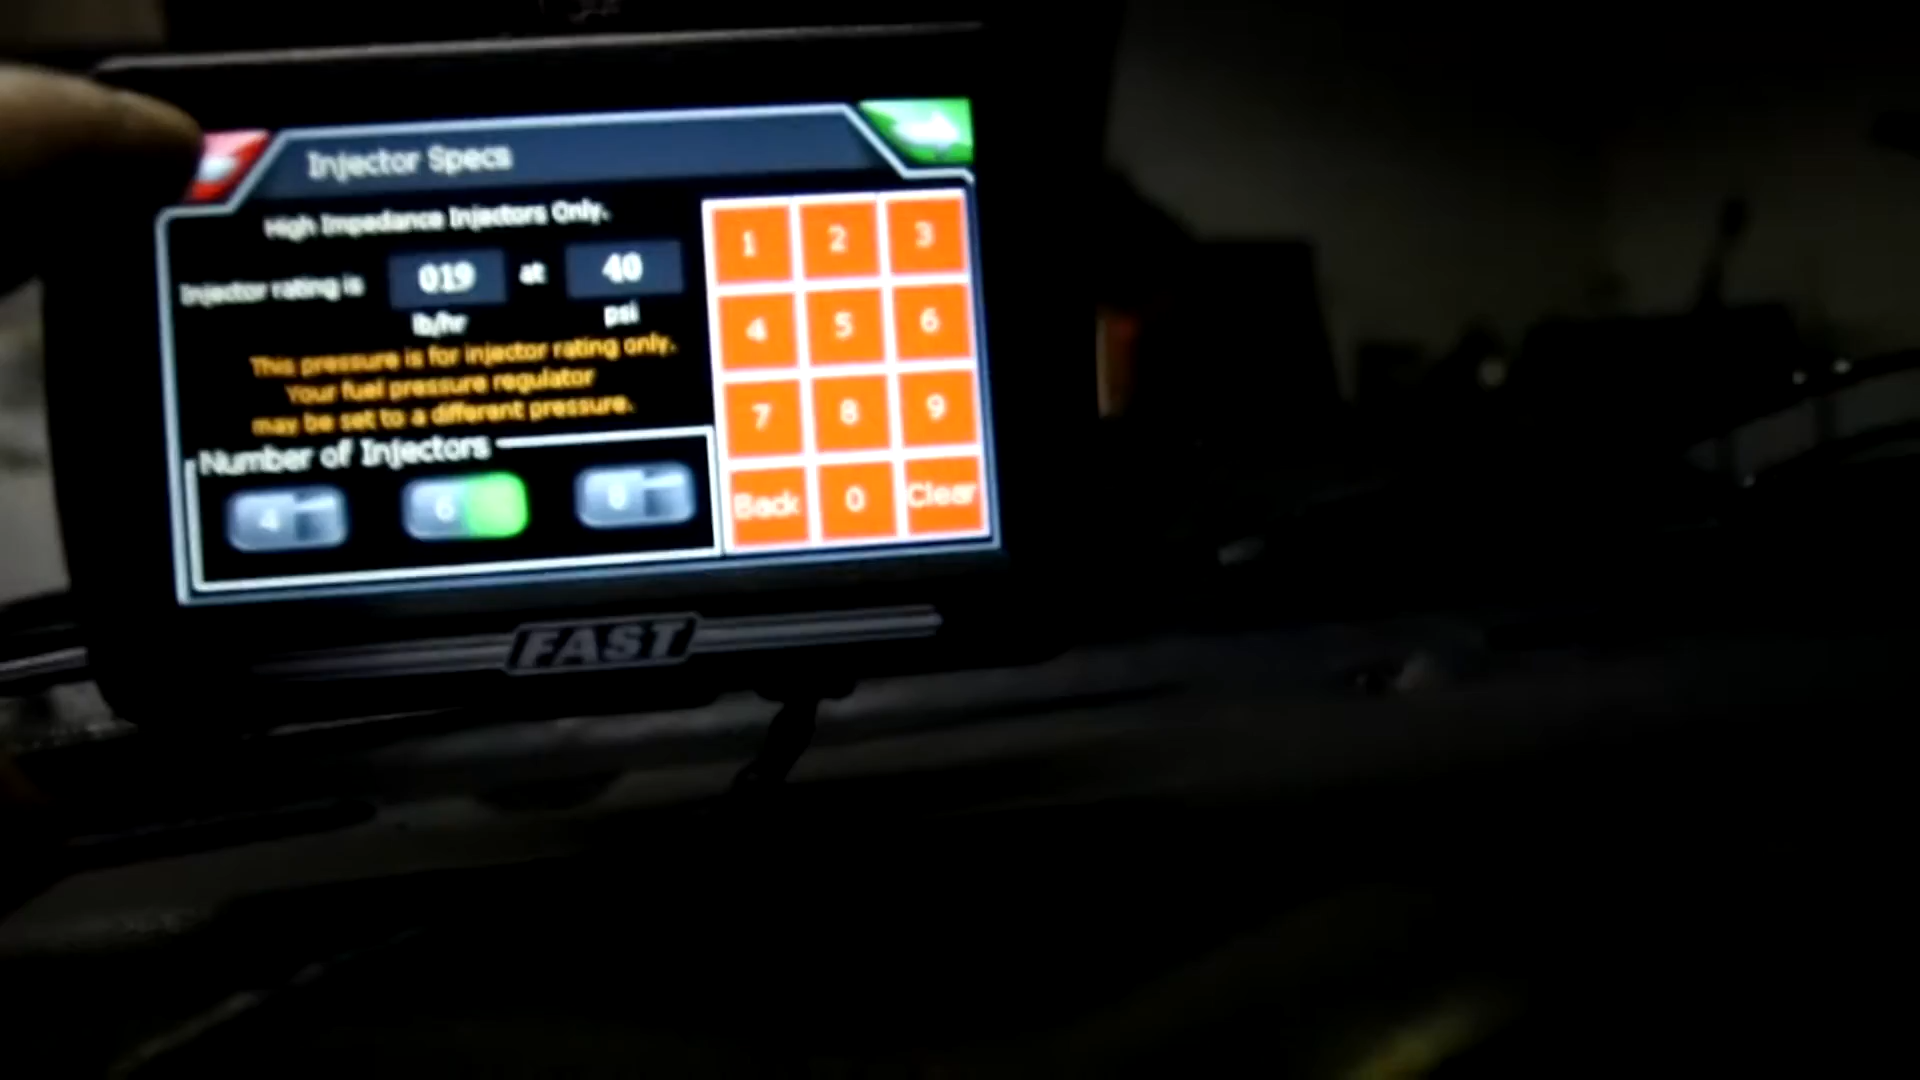 Injector Specs
High Impedance Injectors Only.
Injector rating is 019 at 40
lb/hr psi
This pressure is for injector rating only.
Your fuel pressure regulator
may be set to a different pressure.
Number of Injectors
4 6 8
1 2 3
4 5 6
7 8 9
Back 0 Clear
FAST